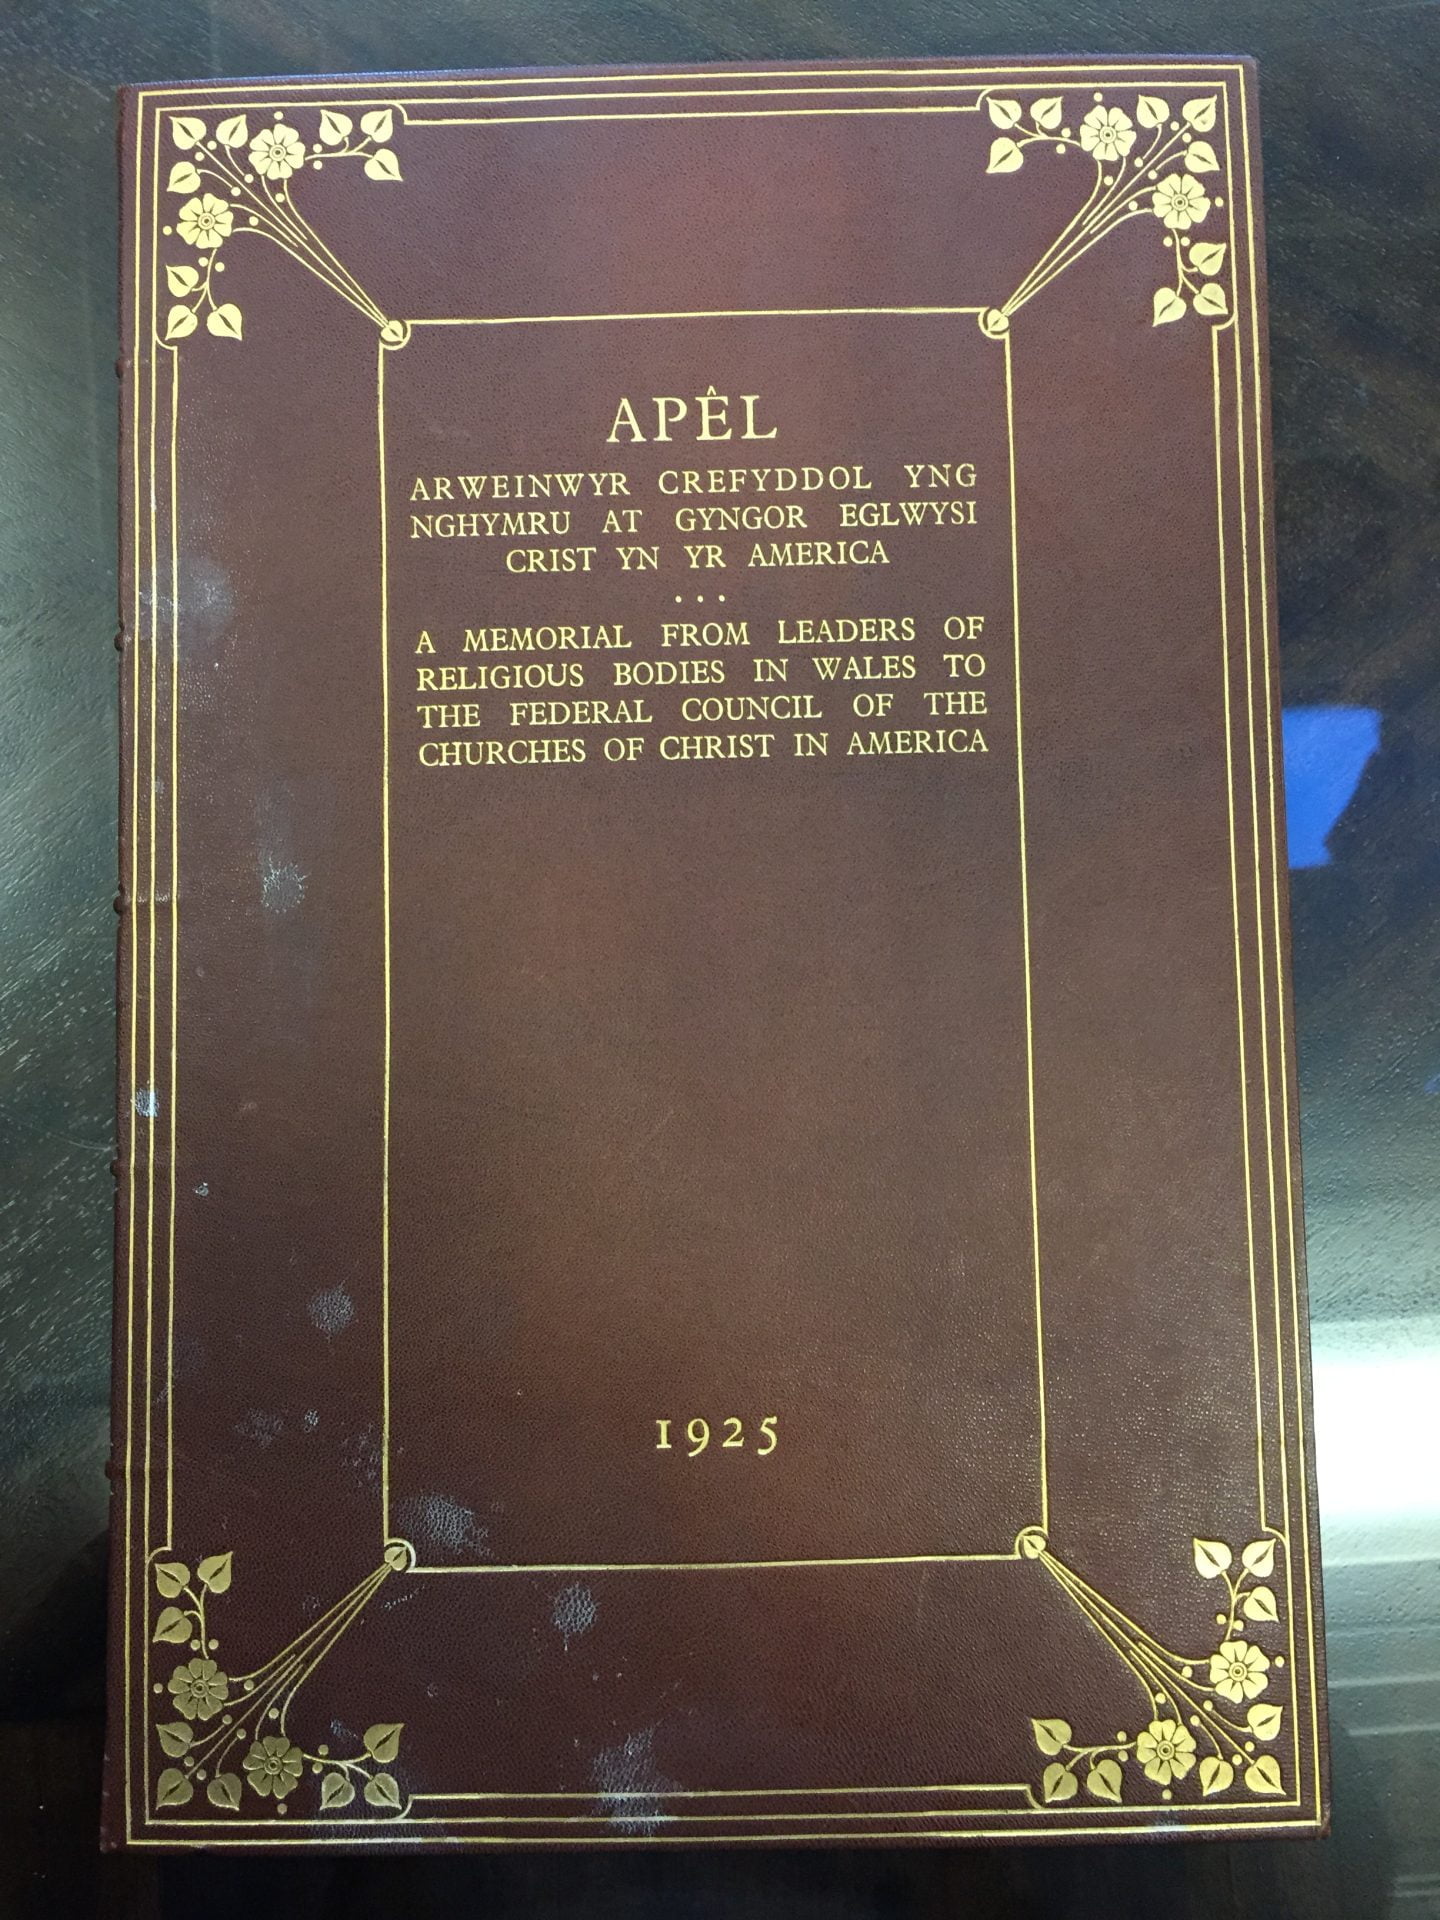 APÊL
ARWEINWYR CREFYDDOL YNG
NGHYMRU AT GYNGOR EGLWYSI
CRIST YN YR AMERICA
...
A MEMORIAL FROM LEADERS OF
RELIGIOUS BODIES IN WALES TO
THE FEDERAL COUNCIL OF THE
CHURCHES OF CHRIST IN AMERICA
1925